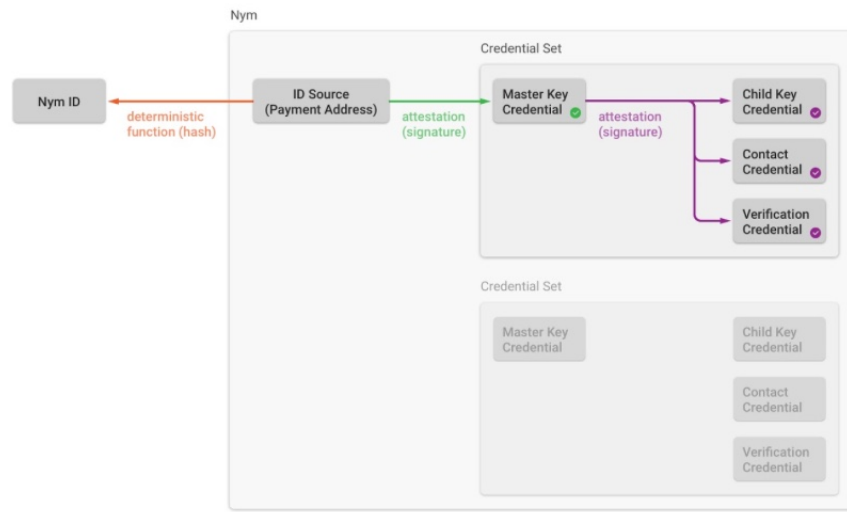 Nym
Credential Set
Nym ID
ID Source
(Payment Address)
Master Key
Credential
Child Key
Credential
deterministic
function (hash)
attestation
(signature)
attestation
(signature)
Contact
Credential
Verification
Credential
Credential Set
Master Key
Credential
Child Key
Credential
Contact
Credential
Verification
Credential